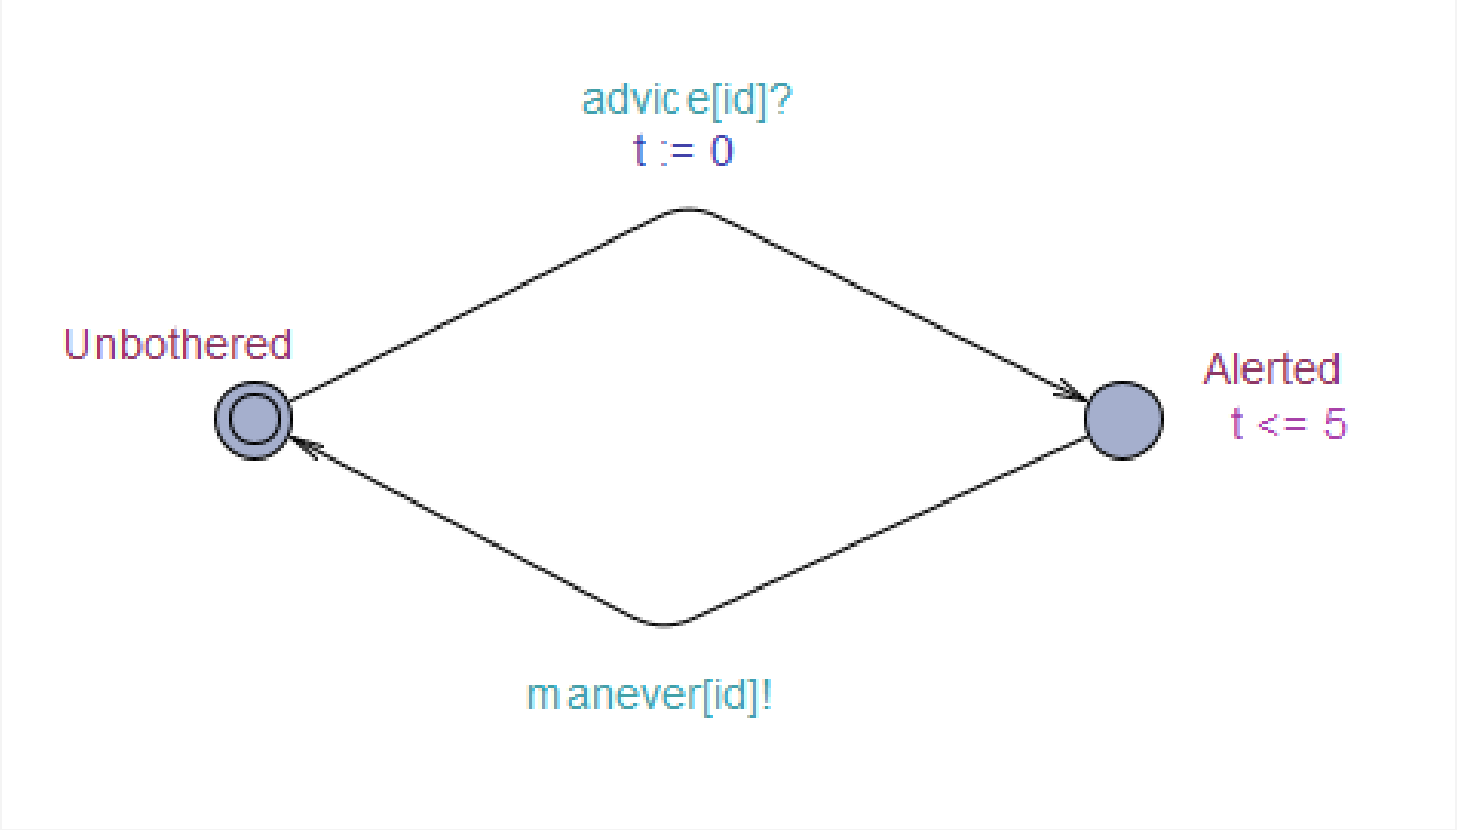 advice[id]?
t := 0
Unbothered
Alerted
t <= 5
manever[id]!